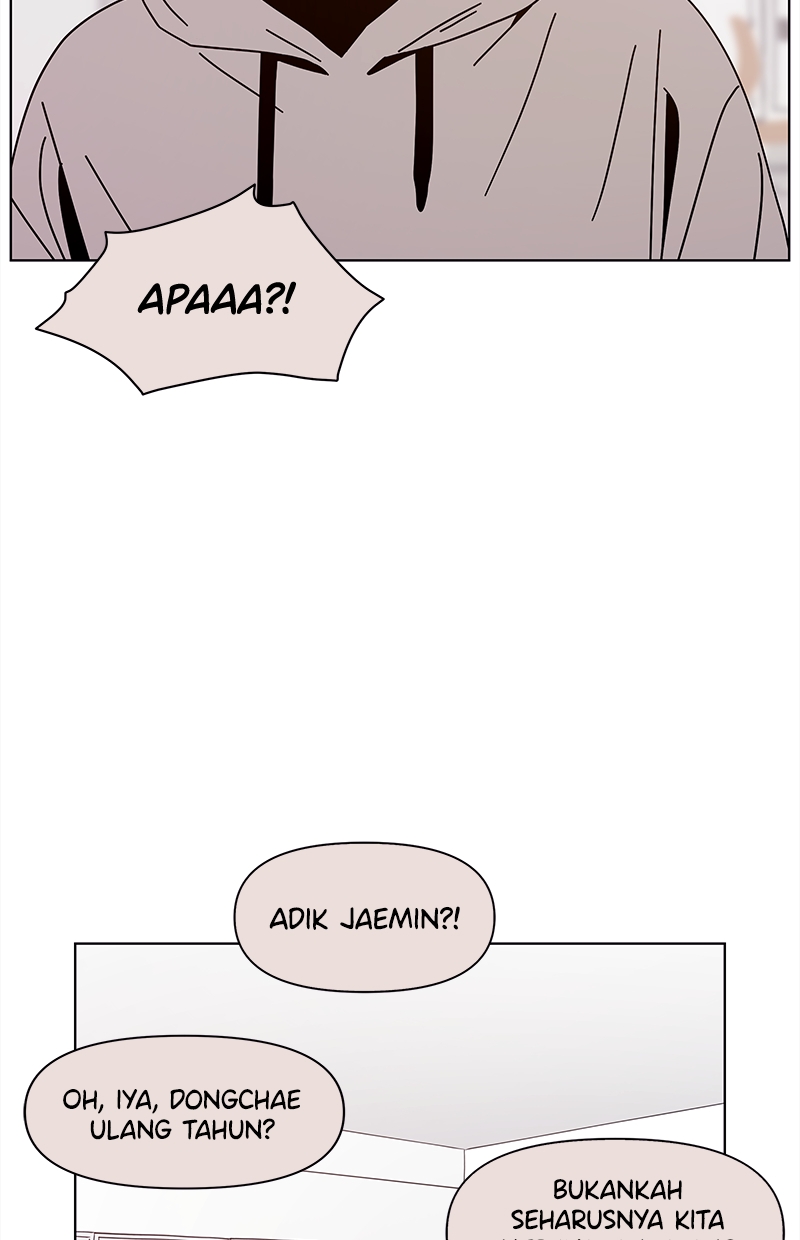 APAAA?!
ADIK JAEMIN?!
OH, IYA, DONGCHAE
ULANG TAHUN?
BUKANKAH
SEHARUSNYA KITA